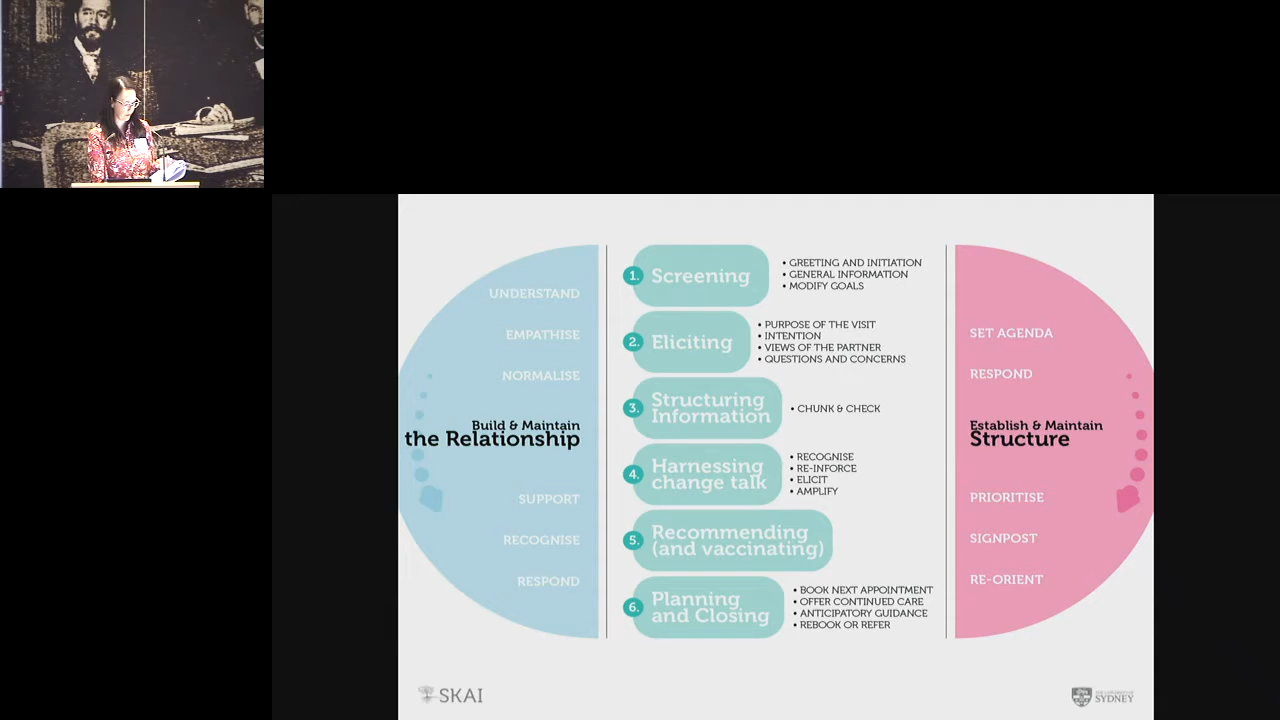 UNDERSTAND
EMPATHISE
NORMALISE
Build & Maintain
the Relationship
SUPPORT
RECOGNISE
RESPOND
1. Screening
• GREETING AND INITIATION
• GENERAL INFORMATION
• MODIFY GOALS
2. Eliciting
• PURPOSE OF THE VISIT
• INTENTION
• VIEWS OF THE PARTNER
• QUESTIONS AND CONCERNS
3. Structuring
Information
• CHUNK & CHECK
4. Harnessing
change talk
• RECOGNISE
• RE-INFORCE
• ELICIT
• AMPLIFY
5. Recommending
(and vaccinating)
6. Planning
and Closing
• BOOK NEXT APPOINTMENT
• OFFER CONTINUED CARE
• ANTICIPATORY GUIDANCE
• REBOOK OR REFER
SET AGENDA
RESPOND
Establish & Maintain
Structure
PRIORITISE
SIGNPOST
RE-ORIENT
SKAI
THE UNIVERSITY OF
SYDNEY